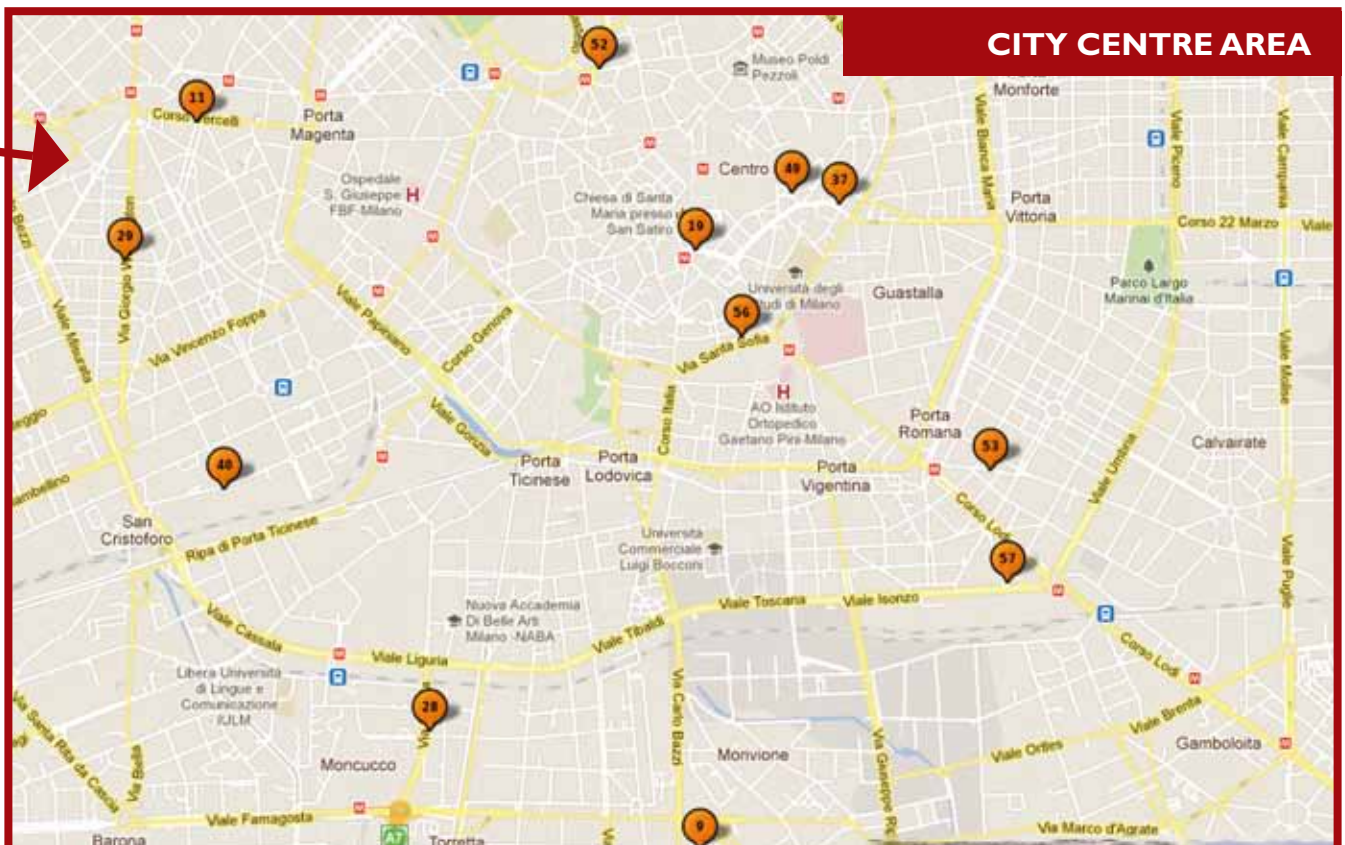 CITY CENTRE AREA
52
Museo Poldi
Pezzoli
Monforte
11
Porta
Magenta
Viale Bianca Maria
Viale Piceno
Viale Campania
Ospedale
S. Giuseppe H
FBF-Milano
Centro
37
Chiesa di Santa
Maria presso
San Satiro
19
Porta
Vittoria
Corso 22 Marzo
Viale
29
Via Giorgio
Bezzi
Università degli
Studi di Milano
Guastalla
Parco Largo
Marinai d'Italia
Viale Misurata
Via Vincenzo Foppa
Viale Papiniano
Corso Genova
56
Via Santa Sofia
Viale Molise
H
AO Istituto
Ortopedico
Gaetano Pini-Milano
Corso Italia
Viale Gorizia
Porta
Romana
53
Calvairate
40
Porta
Ticinese
Porta
Lodovica
Porta
Vigentina
Viale Umbria
San
Cristoforo
Ripa di Porta Ticinese
Università
Commerciale
Luigi Bocconi
Corso Lodi
57
Viale Puglie
Nuova Accademia
Di Belle Arti
Milano -NABA
Viale Toscana
Viale Isonzo
Viale Cassala
Viale Liguria
Viale Tibaldi
Corso Lodi
Libera Università
di Lingue e
Comunicazione
-IULM
28
Via Santa Rita da Cascia
Via Biella
Moncucco
Via Carlo Bazzi
Morivione
Via Giuseppe Rip
Viale Ortles
Viale Brenta
Gamboloita
Viale Famagosta
A7
9
Via Marco d'Agrate
Barona
Torretta